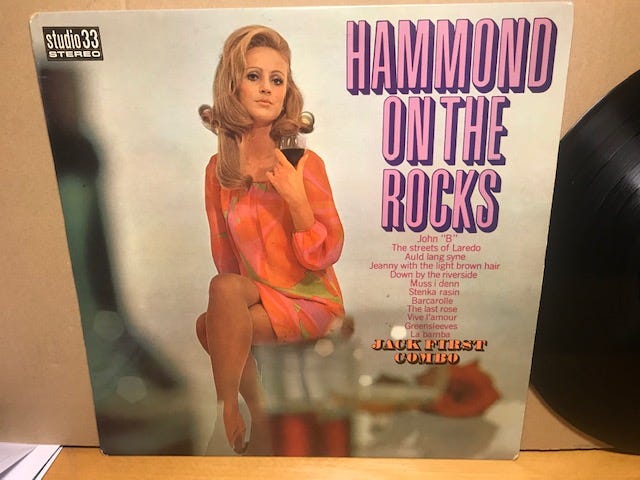 studio 33
STEREO
HAMMOND
ON THE
ROCKS
John "B"
The streets of Laredo
Auld lang syne
Jeanny with the light brown hair
Down by the riverside
Muss i denn
Stenka rasin
Barcarolle
The last rose
Vive l'amour
Greensleeves
La bamba
JACK FIRST
COMBO